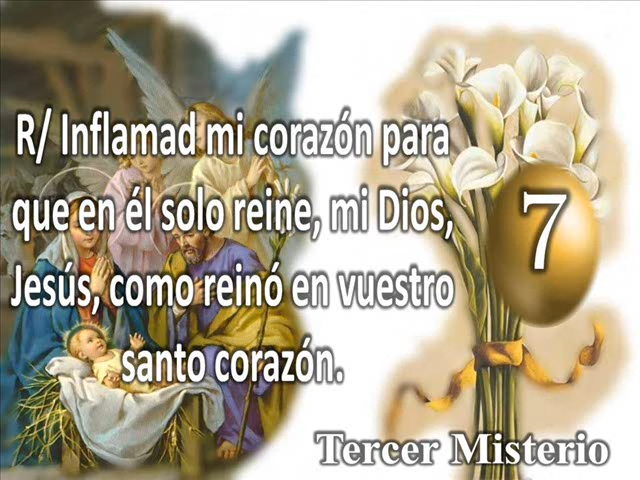 R/ Inflamad mi corazón para
que en él solo reine, mi Dios,
Jesús, como reinó en vuestro
santo corazón.
7
Tercer Misterio